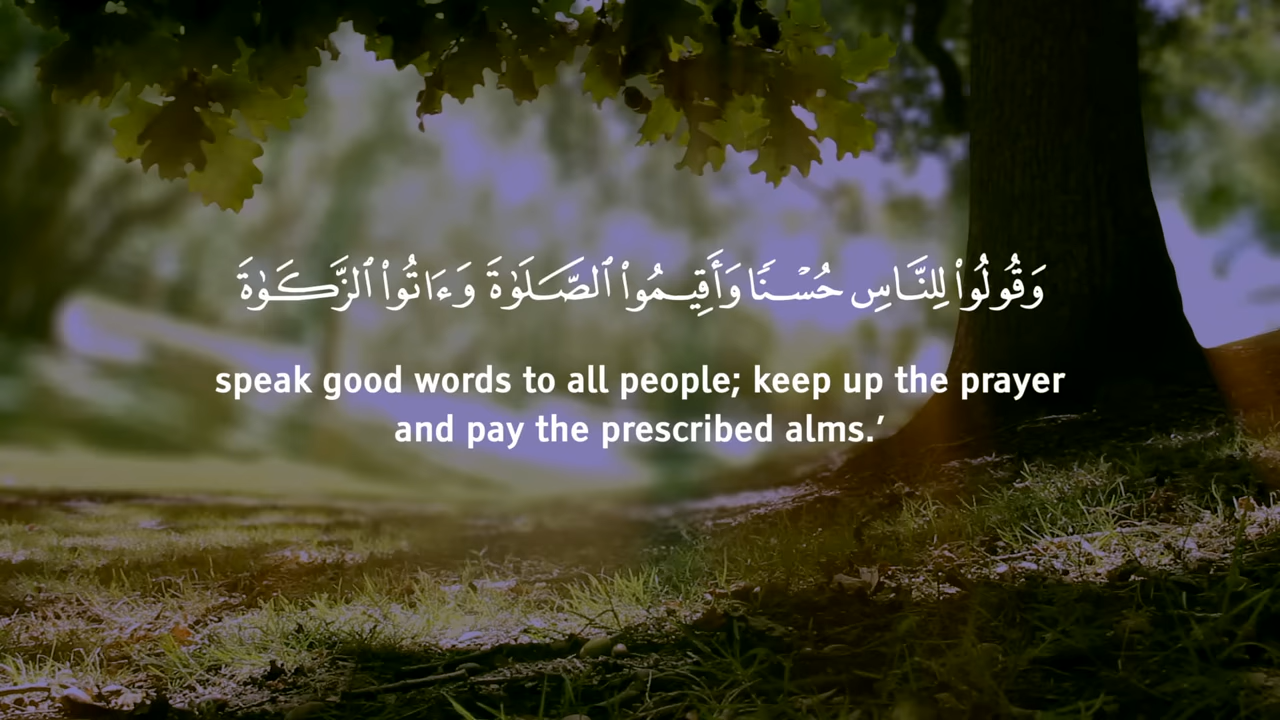 وَقُولُوا۟ لِلنَّاسِ حُسْنًا وَأَقِيمُوا۟ ٱلصَّلَوٰةَ وَءَاتُوا۟ ٱلزَّكَوٰةَ
speak good words to all people; keep up the prayer
and pay the prescribed alms.’